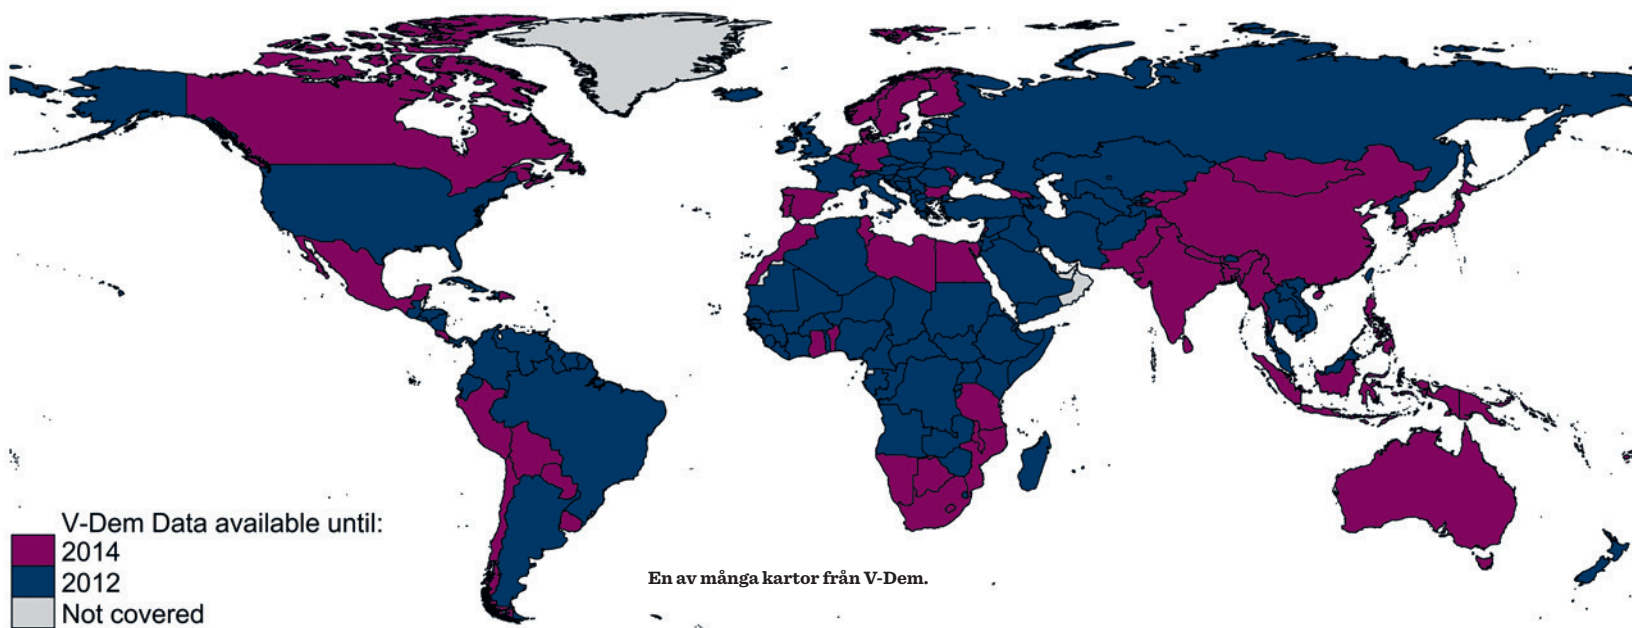 V-Dem Data available until:
2014
2012
Not covered
En av många kartor från V-Dem.